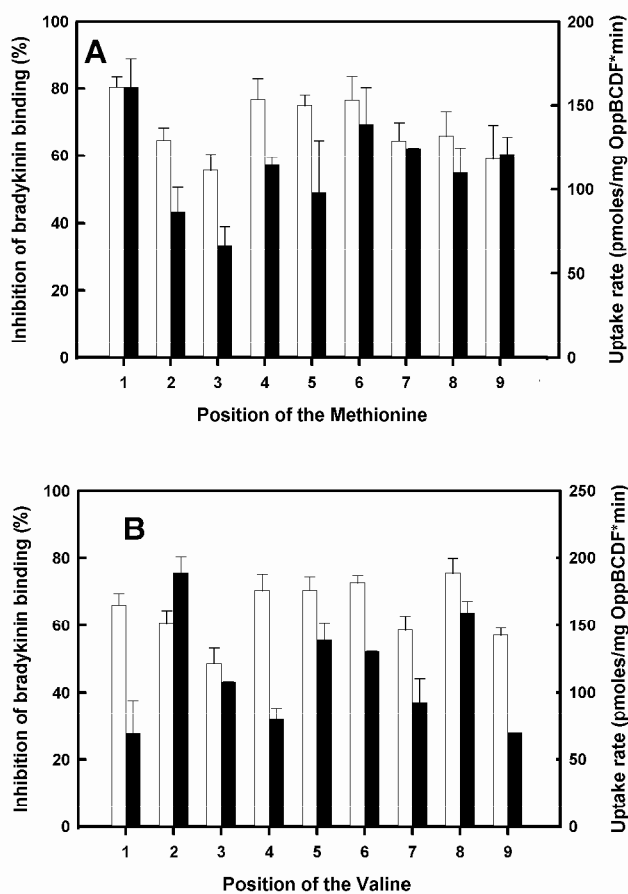 A
Inhibition of bradykinin binding (%)
100
80
60
40
20
0
200
150
100
50
0
Uptake rate (pmoles/mg OppBCDF*min)
1 2 3 4 5 6 7 8 9
Position of the Methionine
B
Inhibition of bradykinin binding (%)
100
80
60
40
20
0
250
200
150
100
50
0
Uptake rate (pmoles/mg OppBCDF*min)
1 2 3 4 5 6 7 8 9
Position of the Valine